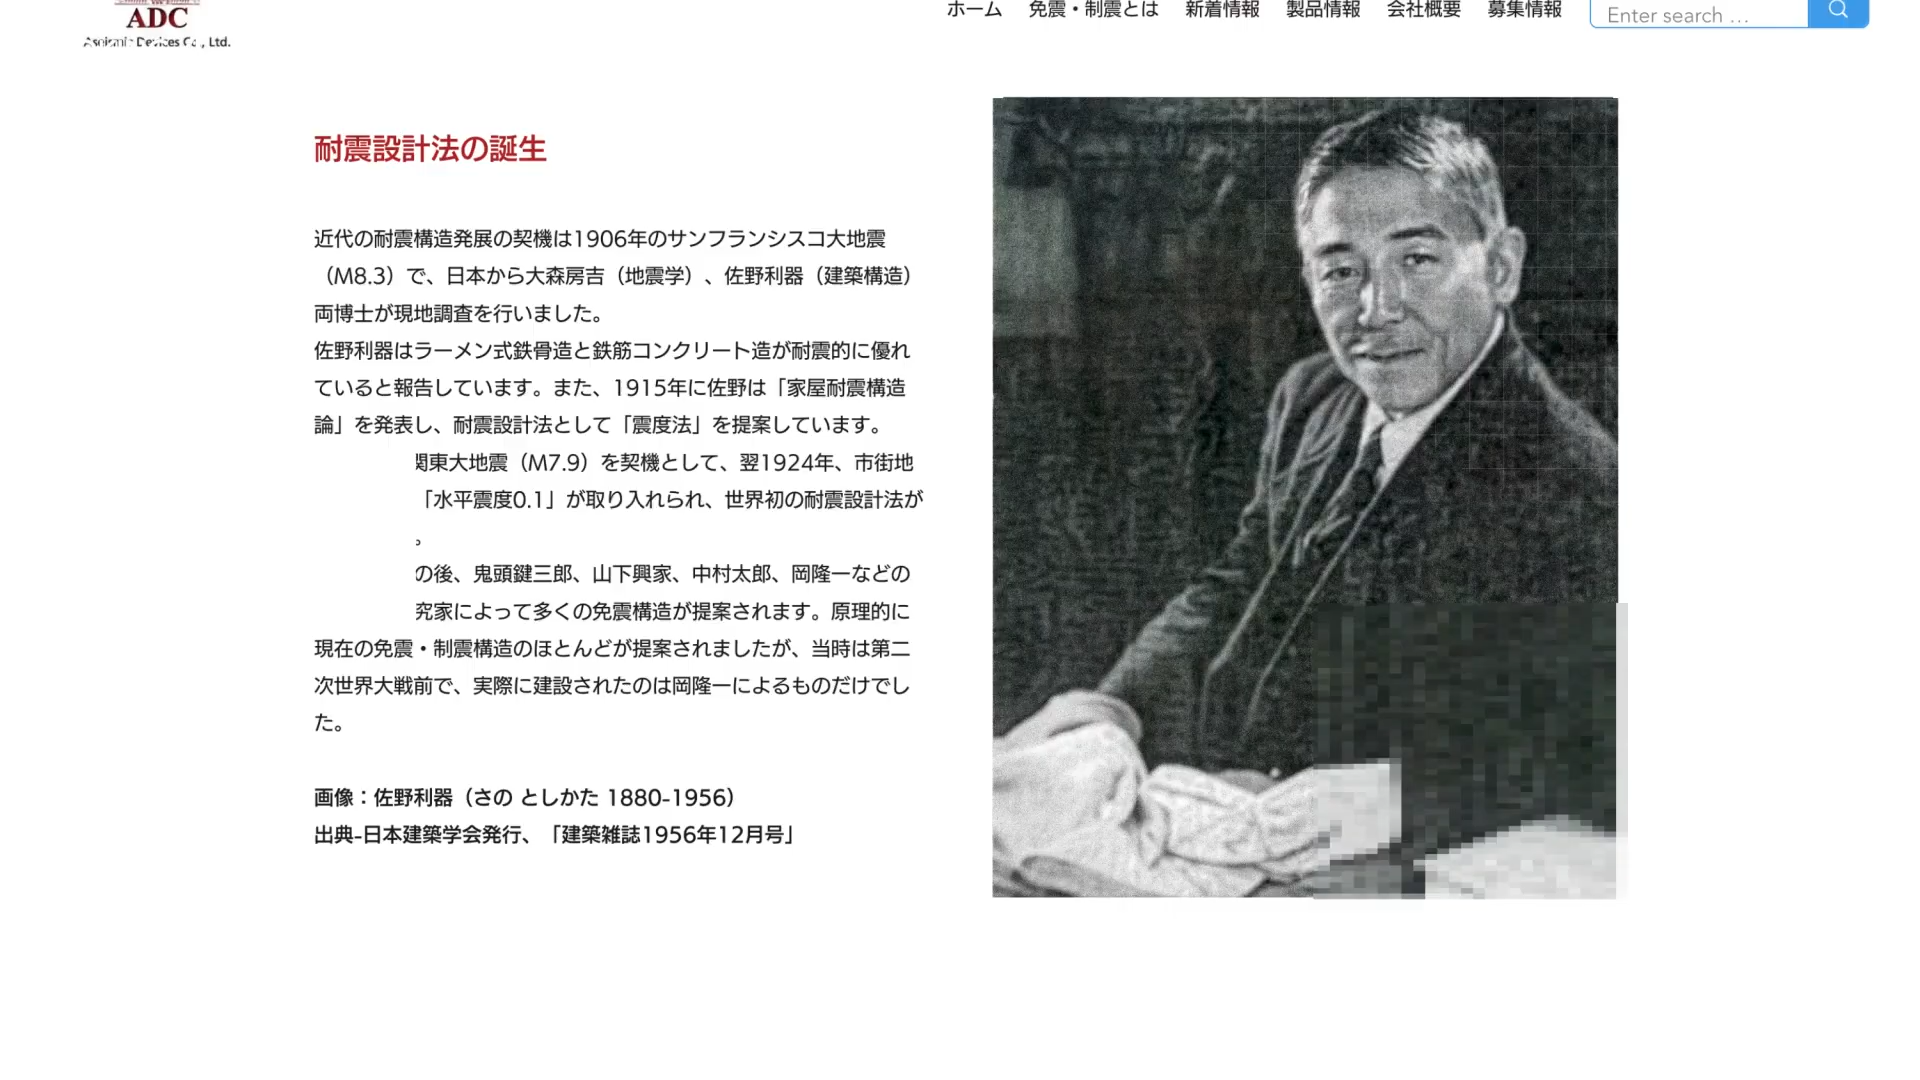 ADC
Aseismic Devices Co., Ltd.
ホーム 免震・制震とは 新着情報 製品情報 会社概要 募集情報
Enter search ...
耐震設計法の誕生
近代の耐震構造発展の契機は1906年のサンフランシスコ大地震
（M8.3）で、日本から大森房吉（地震学）、佐野利器（建築構造）
両博士が現地調査を行いました。
佐野利器はラーメン式鉄骨造と鉄筋コンクリート造が耐震的に優れ
ていると報告しています。また、1915年に佐野は「家屋耐震構造
論」を発表し、耐震設計法として「震度法」を提案しています。
関東大地震（M7.9）を契機として、翌1924年、市街地
「水平震度0.1」が取り入れられ、世界初の耐震設計法が
。
の後、鬼頭鍵三郎、山下興家、中村太郎、岡隆一などの
究家によって多くの免震構造が提案されます。原理的に
現在の免震・制震構造のほとんどが提案されましたが、当時は第二
次世界大戦前で、実際に建設されたのは岡隆一によるものだけでし
た。
画像：佐野利器（さの としかた 1880-1956）
出典-日本建築学会発行、「建築雑誌1956年12月号」